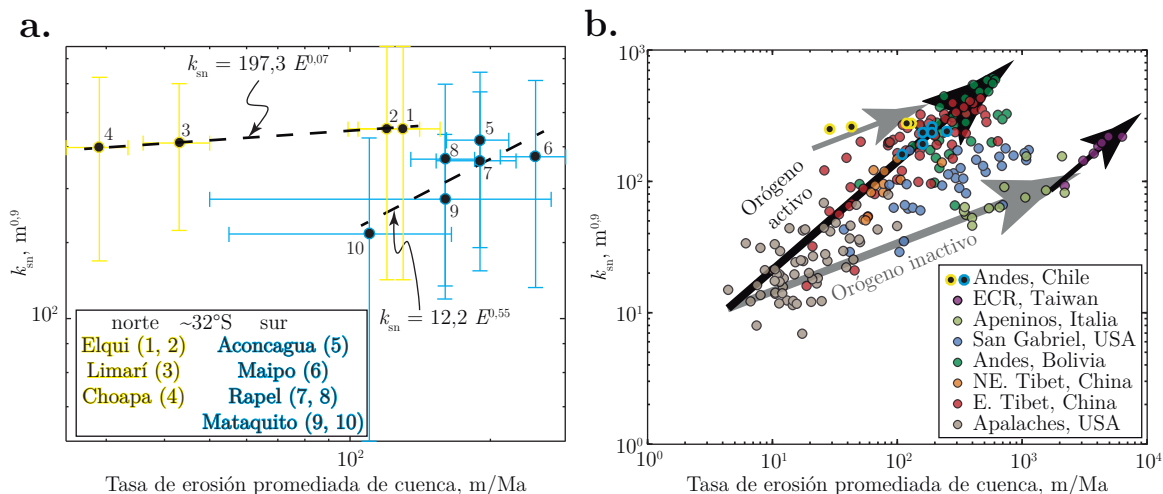 a.
k_sn = 197,3 E^0,07
4
3
2
1
5
8
6
7
9
10
k_sn = 12,2 E^0,55
k_sn, m^0,9
10^2
norte ~32°S sur
Elqui (1, 2) Aconcagua (5)
Limarí (3) Maipo (6)
Choapa (4) Rapel (7, 8)
Mataquito (9, 10)
10^2
Tasa de erosión promediada de cuenca, m/Ma
b.
10^3
10^2
10^1
10^0
k_sn, m^0,9
Orógeno
activo
Orógeno inactivo
Andes, Chile
ECR, Taiwan
Apeninos, Italia
San Gabriel, USA
Andes, Bolivia
NE. Tibet, China
E. Tibet, China
Apalaches, USA
10^0 10^1 10^2 10^3 10^4
Tasa de erosión promediada de cuenca, m/Ma